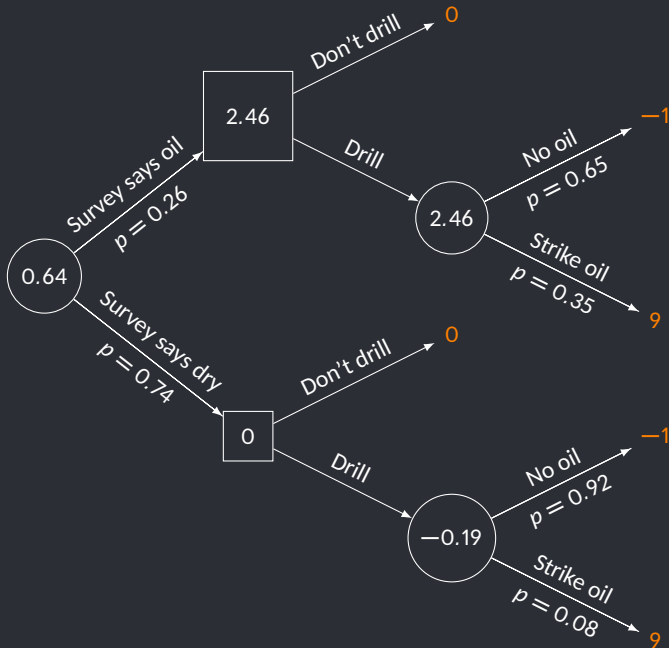 0
Don't drill
2.46
−1
No oil
Drill
p = 0.65
Survey says oil
2.46
p = 0.26
Strike oil
0.64
p = 0.35
9
Survey says dry
0
Don't drill
p = 0.74
0
−1
No oil
Drill
p = 0.92
−0.19
Strike oil
p = 0.08
9